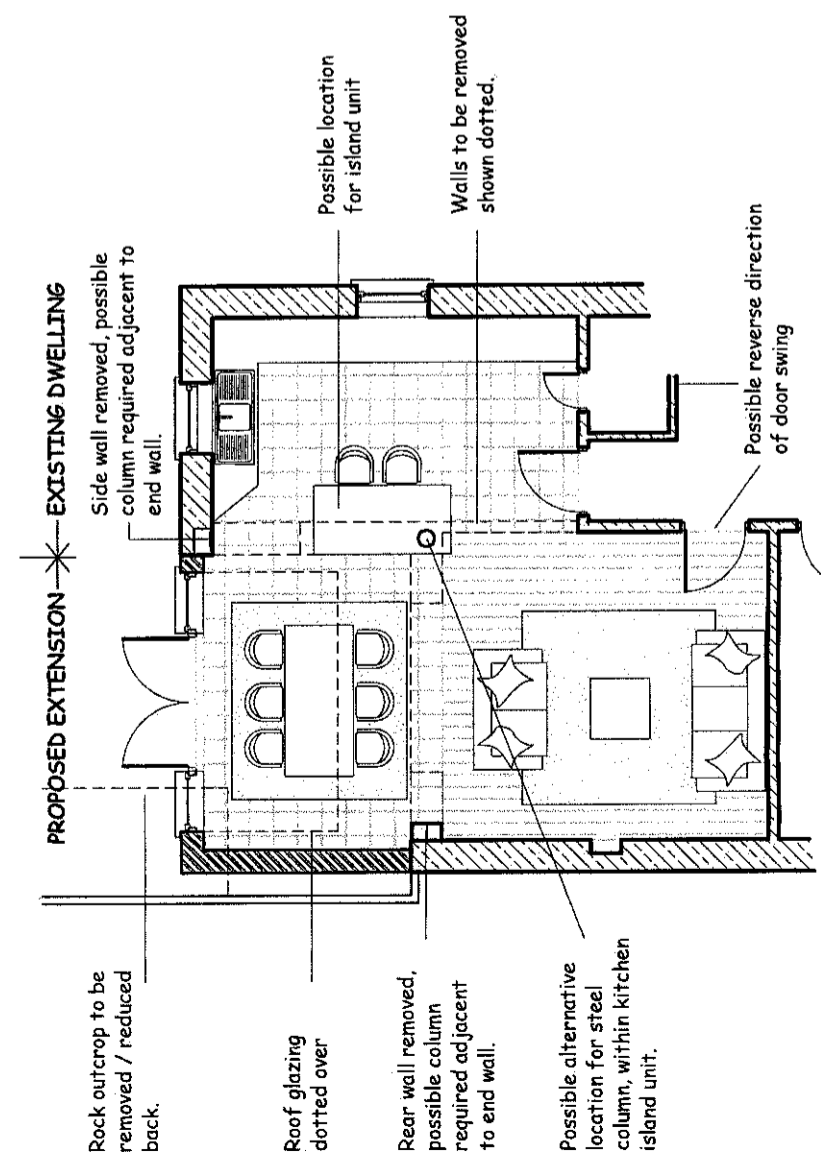 PROPOSED EXTENSION
EXISTING DWELLING
Side wall removed, possible
column required adjacent to
end wall.
Possible location
for island unit
Walls to be removed
shown dotted.
Possible reverse direction
of door swing
Rock outcrop to be
removed / reduced
back.
Roof glazing
dotted over
Rear wall removed,
possible column
required adjacent
to end wall.
Possible alternative
location for steel
column, within kitchen
island unit.